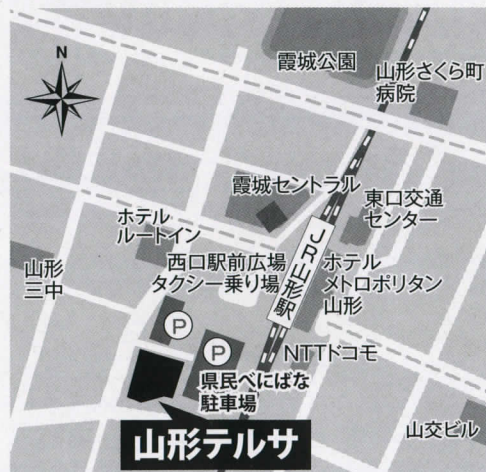 N
霞城公園
山形さくら町
病院
霞城セントラル
東口交通
センター
ホテル
ルートイン
山形
三中
西口駅前広場
タクシー乗り場
JR山形駅
ホテル
メトロポリタン
山形
P
P
NTTドコモ
県民べにばな
駐車場
山交ビル
山形テルサ